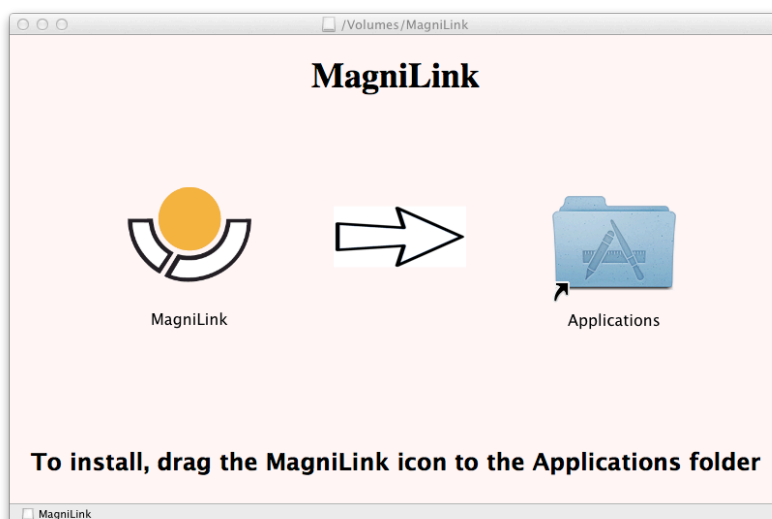 /Volumes/MagniLink
MagniLink
MagniLink
Applications
To install, drag the MagniLink icon to the Applications folder
MagniLink